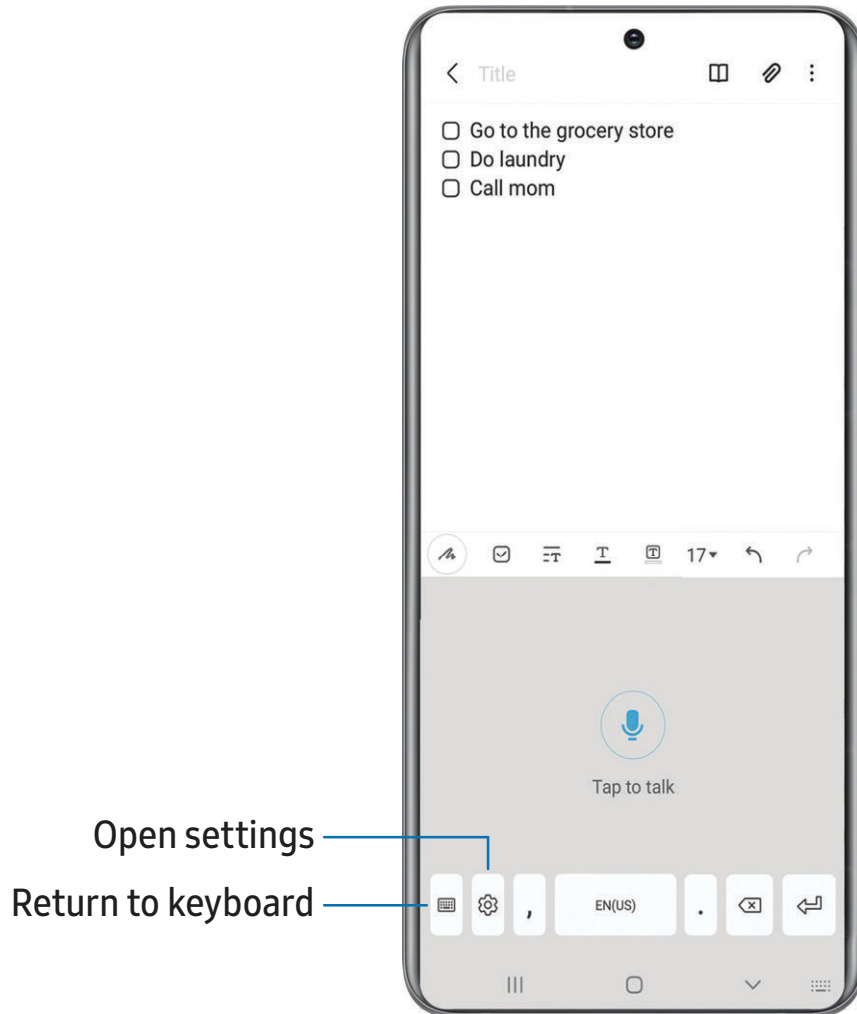 Title
Go to the grocery store
Do laundry
Call mom
17
Tap to talk
Open settings
Return to keyboard
, EN(US) .